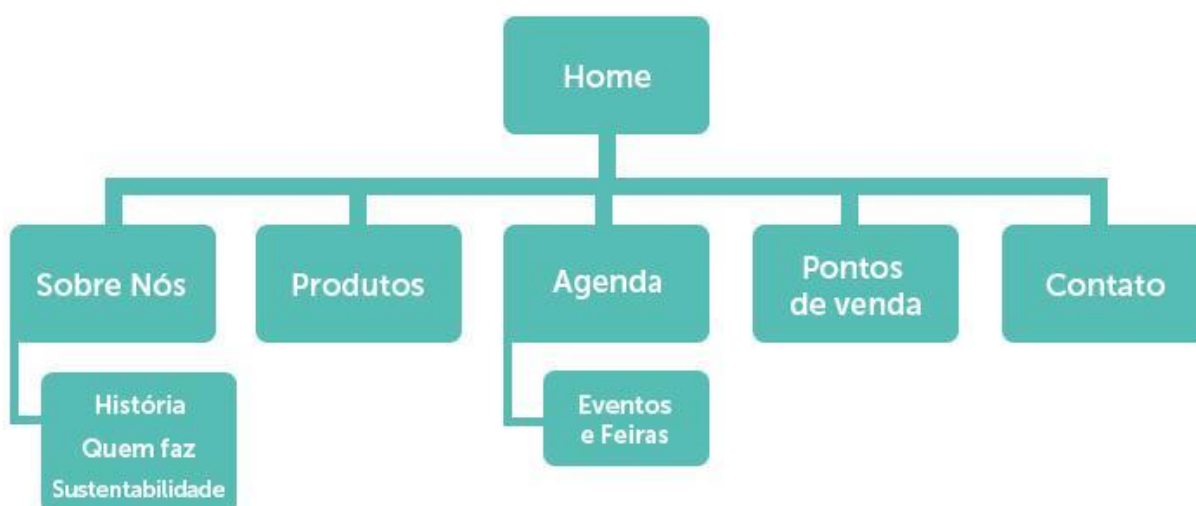 Home
Sobre Nós
Produtos
Agenda
Pontos
de venda
Contato
História
Quem faz
Sustentabilidade
Eventos
e Feiras